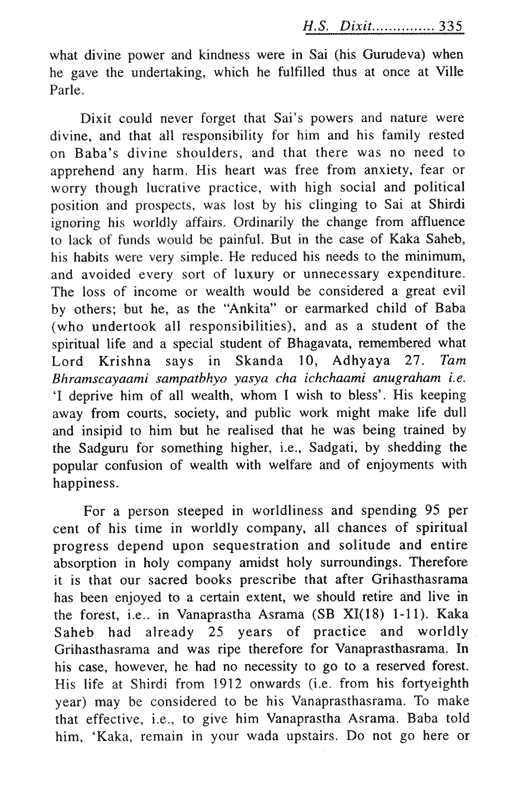 H.S. Dixit............... 335
what divine power and kindness were in Sai (his Gurudeva) when
he gave the undertaking, which he fulfilled thus at once at Ville
Parle.
Dixit could never forget that Sai's powers and nature were
divine, and that all responsibility for him and his family rested
on Baba's divine shoulders, and that there was no need to
apprehend any harm. His heart was free from anxiety, fear or
worry though lucrative practice, with high social and political
position and prospects, was lost by his clinging to Sai at Shirdi
ignoring his worldly affairs. Ordinarily the change from affluence
to lack of funds would be painful. But in the case of Kaka Saheb,
his habits were very simple. He reduced his needs to the minimum,
and avoided every sort of luxury or unnecessary expenditure.
The loss of income or wealth would be considered a great evil
by others; but he, as the “Ankita” or earmarked child of Baba
(who undertook all responsibilities), and as a student of the
spiritual life and a special student of Bhagavata, remembered what
Lord Krishna says in Skanda 10, Adhyaya 27. Tam
Bhramscayaami sampatbhyo yasya cha ichchaami anugraham i.e.
‘I deprive him of all wealth, whom I wish to bless’. His keeping
away from courts, society, and public work might make life dull
and insipid to him but he realised that he was being trained by
the Sadguru for something higher, i.e., Sadgati, by shedding the
popular confusion of wealth with welfare and of enjoyments with
happiness.
For a person steeped in worldliness and spending 95 per
cent of his time in worldly company, all chances of spiritual
progress depend upon sequestration and solitude and entire
absorption in holy company amidst holy surroundings. Therefore
it is that our sacred books prescribe that after Grihasthasrama
has been enjoyed to a certain extent, we should retire and live in
the forest, i.e.. in Vanaprastha Asrama (SB XI(18) 1-11). Kaka
Saheb had already 25 years of practice and worldly
Grihasthasrama and was ripe therefore for Vanaprasthasrama. In
his case, however, he had no necessity to go to a reserved forest.
His life at Shirdi from 1912 onwards (i.e. from his fortyeighth
year) may be considered to be his Vanaprasthasrama. To make
that effective, i.e., to give him Vanaprastha Asrama. Baba told
him, ‘Kaka, remain in your wada upstairs. Do not go here or